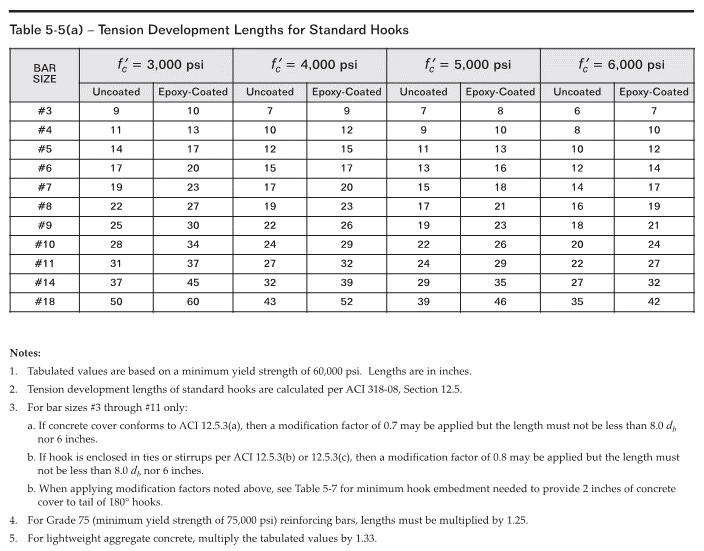 Table 5-5(a) – Tension Development Lengths for Standard Hooks
BAR SIZE f′c = 3,000 psi f′c = 4,000 psi f′c = 5,000 psi f′c = 6,000 psi
Uncoated Epoxy-Coated Uncoated Epoxy-Coated Uncoated Epoxy-Coated Uncoated Epoxy-Coated
#3 9 10 7 9 7 8 6 7
#4 11 13 10 12 9 10 8 10
#5 14 17 12 15 11 13 10 12
#6 17 20 15 17 13 16 12 14
#7 19 23 17 20 15 18 14 17
#8 22 27 19 23 17 21 16 19
#9 25 30 22 26 19 23 18 21
#10 28 34 24 29 22 26 20 24
#11 31 37 27 32 24 29 22 27
#14 37 45 32 39 29 35 27 32
#18 50 60 43 52 39 46 35 42
Notes:
1. Tabulated values are based on a minimum yield strength of 60,000 psi. Lengths are in inches.
2. Tension development lengths of standard hooks are calculated per ACI 318-08, Section 12.5.
3. For bar sizes #3 through #11 only:
a. If concrete cover conforms to ACI 12.5.3(a), then a modification factor of 0.7 may be applied but the length must not be less than 8.0 db
nor 6 inches.
b. If hook is enclosed in ties or stirrups per ACI 12.5.3(b) or 12.5.3(c), then a modification factor of 0.8 may be applied but the length must
not be less than 8.0 db nor 6 inches.
b. When applying modification factors noted above, see Table 5-7 for minimum hook embedment needed to provide 2 inches of concrete
cover to tail of 180° hooks.
4. For Grade 75 (minimum yield strength of 75,000 psi) reinforcing bars, lengths must be multiplied by 1.25.
5. For lightweight aggregate concrete, multiply the tabulated values by 1.33.